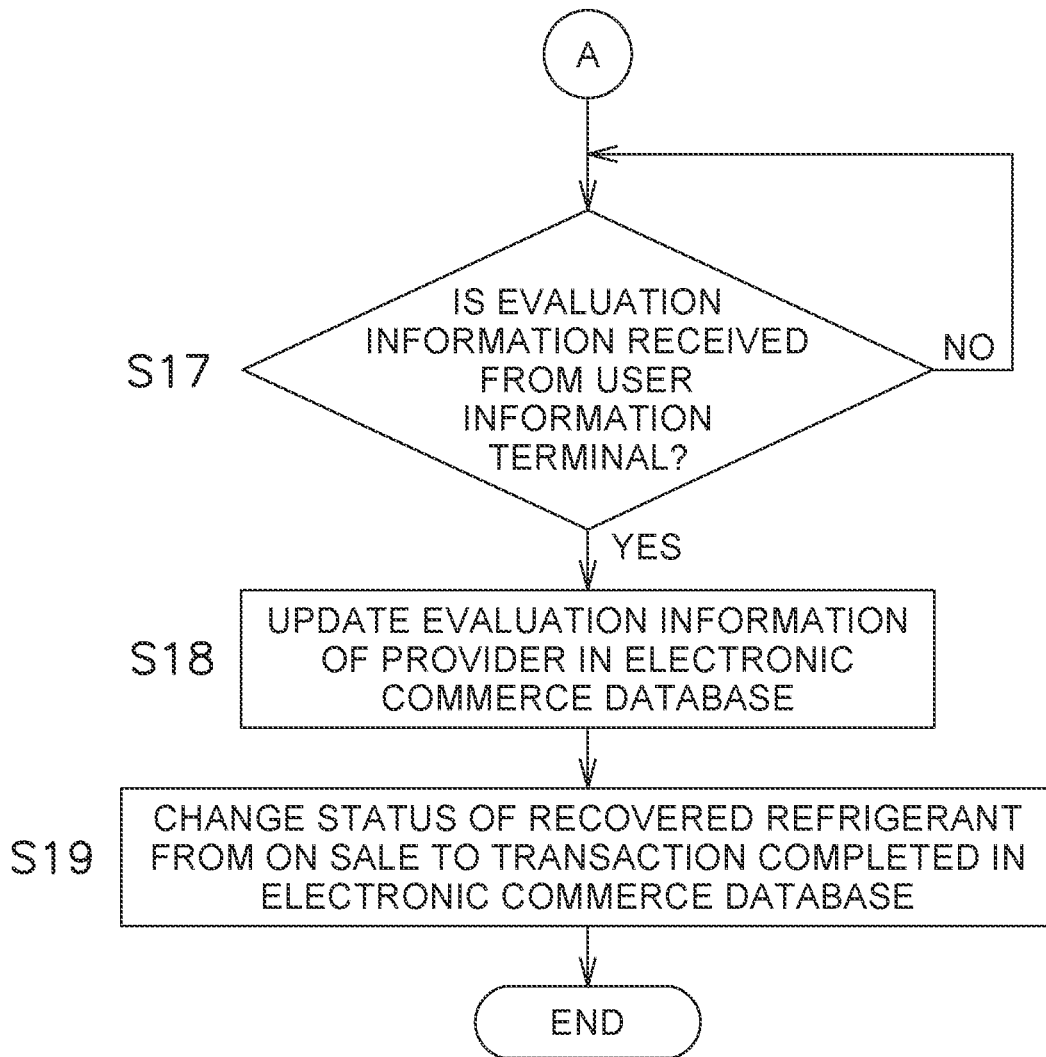 A
IS EVALUATION
INFORMATION RECEIVED
FROM USER
INFORMATION
TERMINAL?
S17
NO
YES
UPDATE EVALUATION INFORMATION
OF PROVIDER IN ELECTRONIC
COMMERCE DATABASE
S18
CHANGE STATUS OF RECOVERED REFRIGERANT
FROM ON SALE TO TRANSACTION COMPLETED IN
ELECTRONIC COMMERCE DATABASE
S19
END